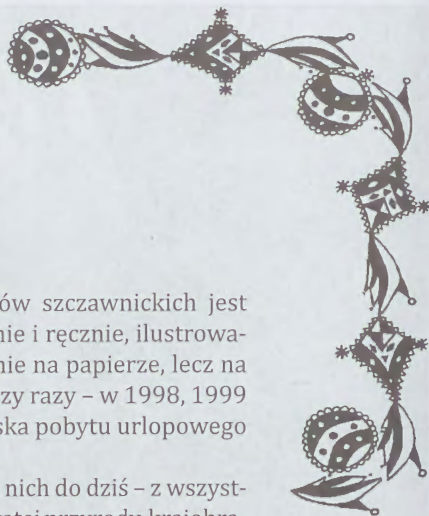 ów szczawnickich jest
nie i ręcznie, ilustrowa-
nie na papierze, lecz na
zy razy – w 1998, 1999
ska pobytu urlopowego
nich do dziś – z wszyst-